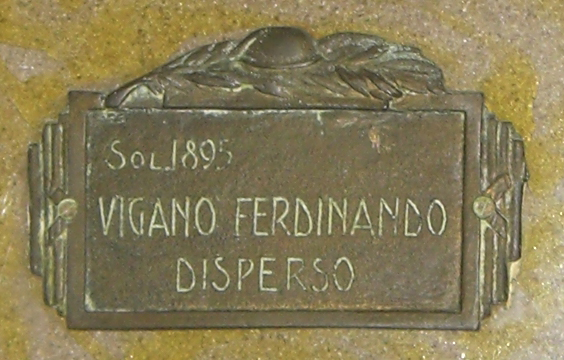 SOL. 1895
VIGANO FERDINANDO
DISPERSO